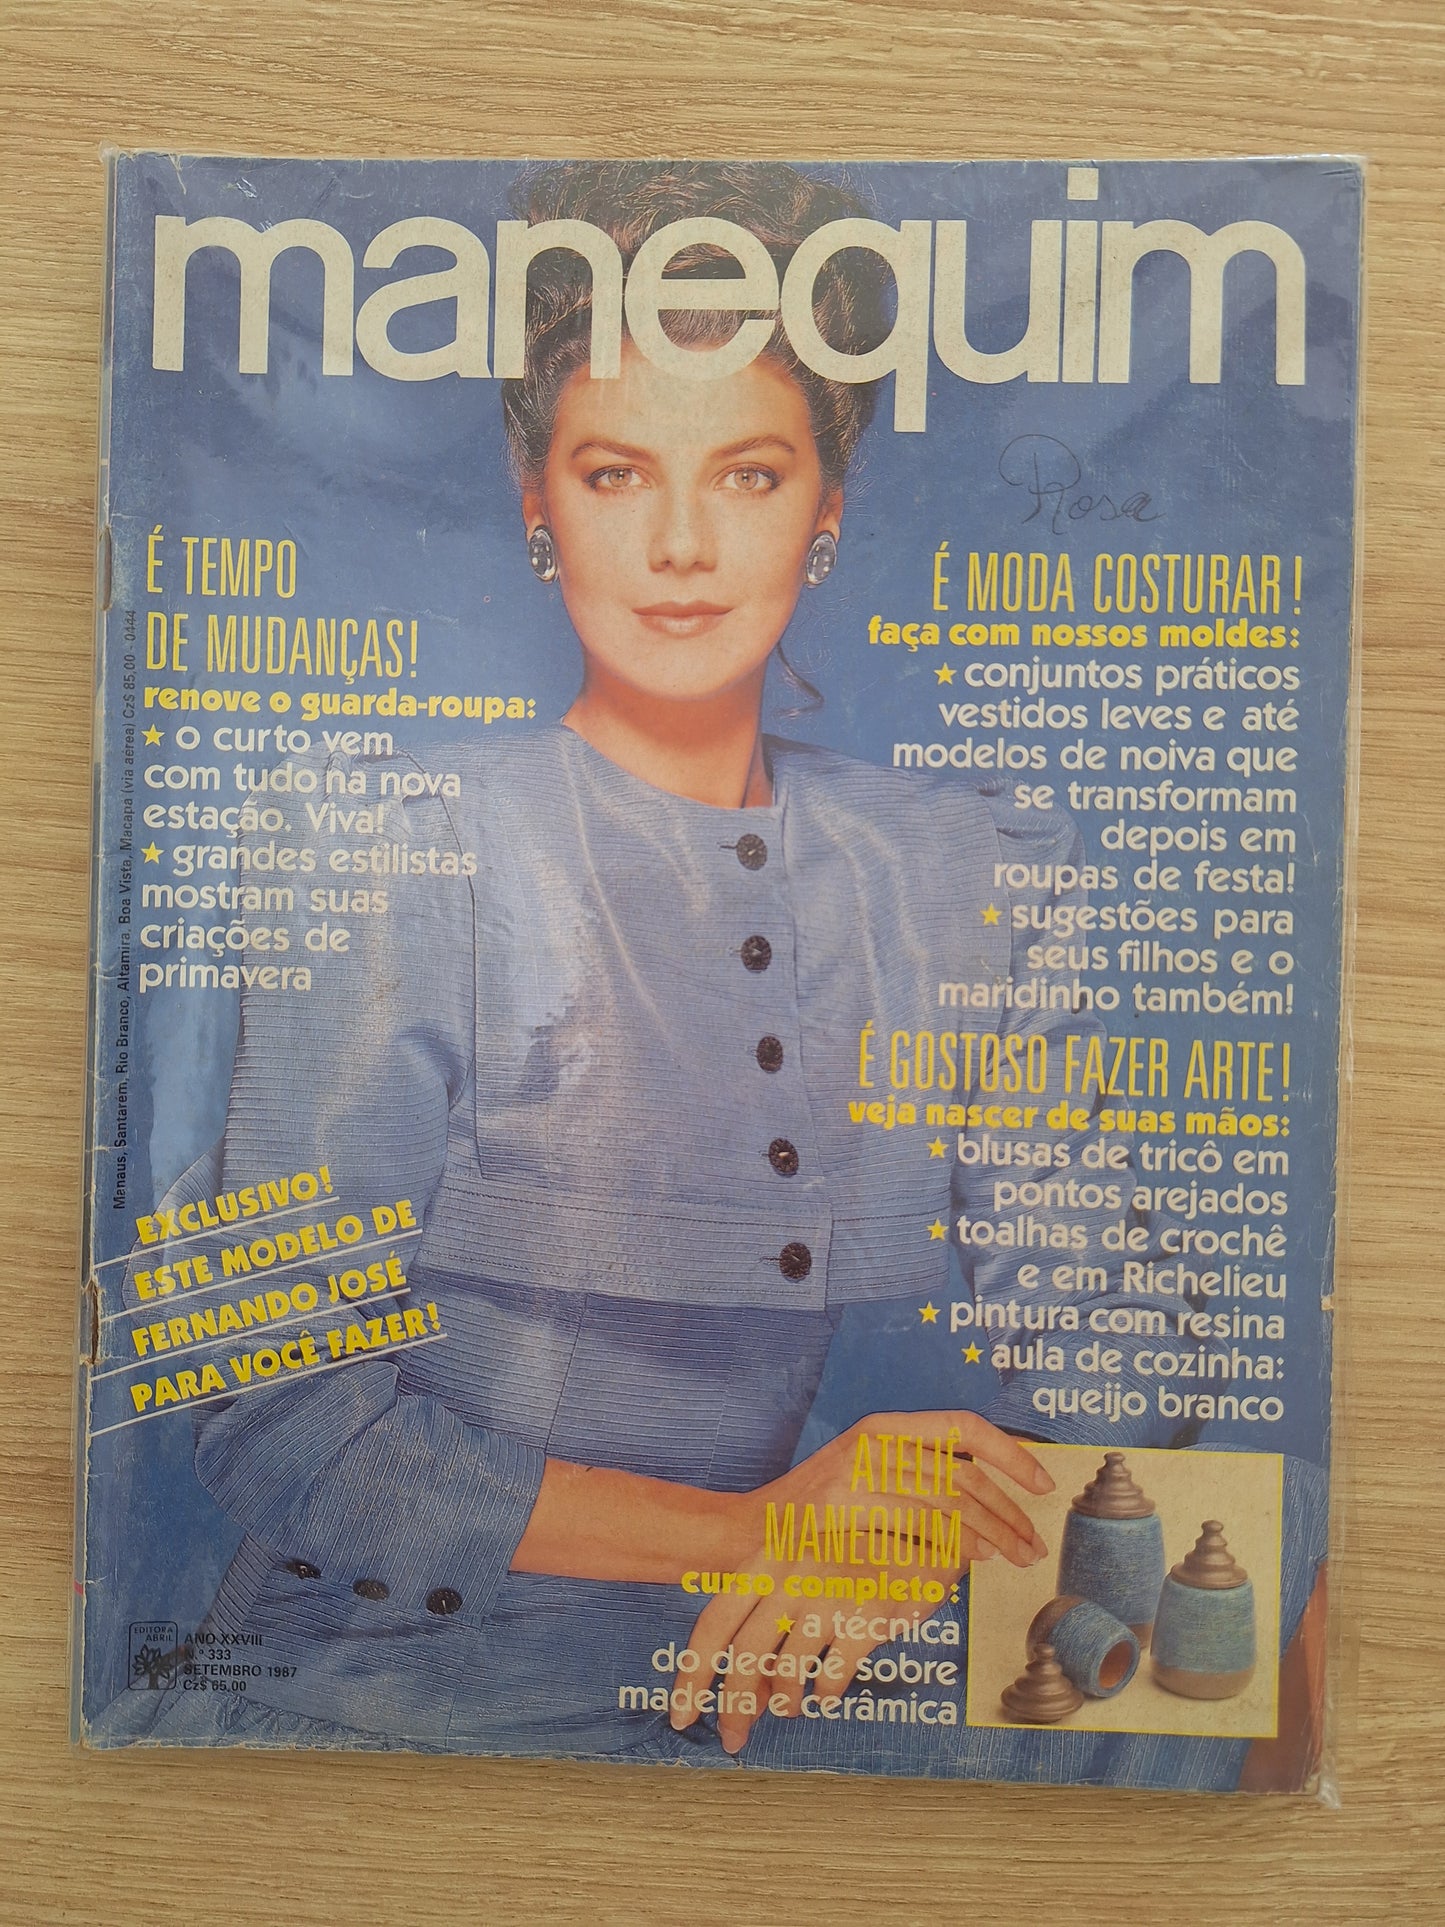 manequim
Rosa
É TEMPO
DE MUDANÇAS!
renove o guarda-roupa:
★ o curto vem
com tudo na nova
estação. Viva!
★ grandes estilistas
mostram suas
criações de
primavera
É MODA COSTURAR!
faça com nossos moldes:
★ conjuntos práticos
vestidos leves e até
modelos de noiva que
se transformam
depois em
roupas de festa!
★ sugestões para
seus filhos e o
maridinho também!
É GOSTOSO FAZER ARTE!
veja nascer de suas mãos:
★ blusas de tricô em
pontos arejados
★ toalhas de crochê
e em Richelieu
★ pintura com resina
★ aula de cozinha:
queijo branco
EXCLUSIVO!
ESTE MODELO DE
FERNANDO JOSÉ
PARA VOCÊ FAZER!
ATELIÊ
MANEQUIM
curso completo:
★ a técnica
do decapê sobre
madeira e cerâmica
EDITORA
ABRIL
ANO XXVIII
N.º 333
SETEMBRO 1987
Cz$ 65,00
Manaus, Santarém, Rio Branco, Altamira, Boa Vista, Macapá (via aérea) Cz$ 85,00 - 0444